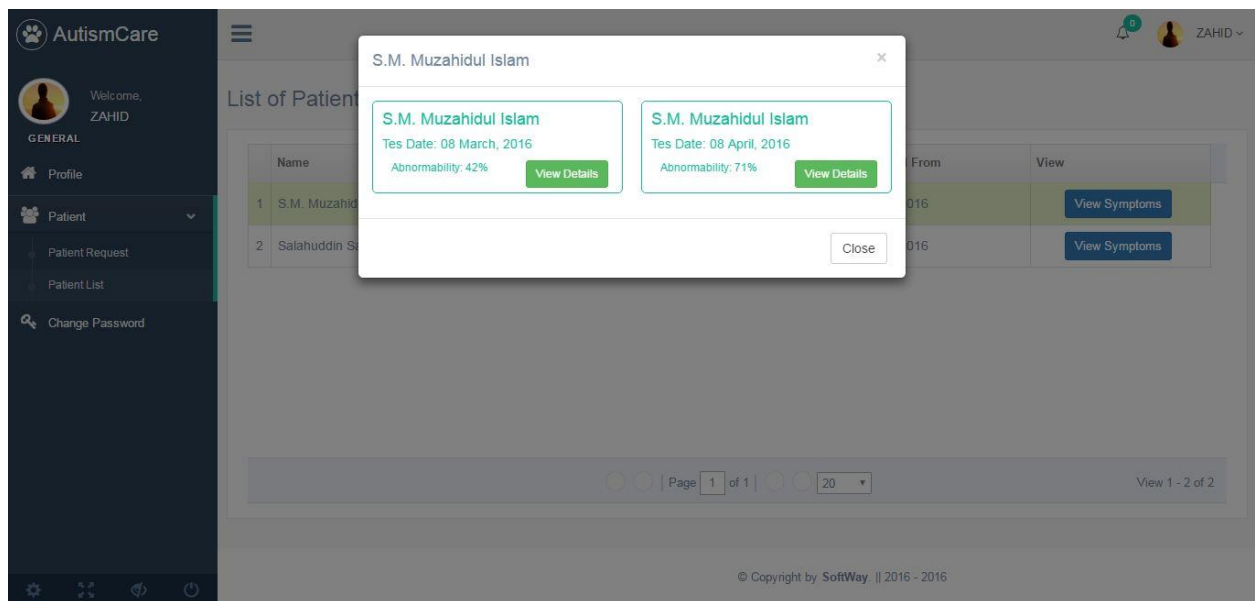 AutismCare
0
ZAHID
Welcome,
ZAHID
GENERAL
Profile
Patient
Patient Request
Patient List
Change Password
List of Patient
S.M. Muzahidul Islam
×
S.M. Muzahidul Islam
Tes Date: 08 March, 2016
Abnormability: 42%
View Details
S.M. Muzahidul Islam
Tes Date: 08 April, 2016
Abnormability: 71%
View Details
Close
Name From View
1 S.M. Muzahid 016 View Symptoms
2 Salahuddin Sa 016 View Symptoms
| Page 1 of 1 | 20 View 1 - 2 of 2
© Copyright by SoftWay. || 2016 - 2016